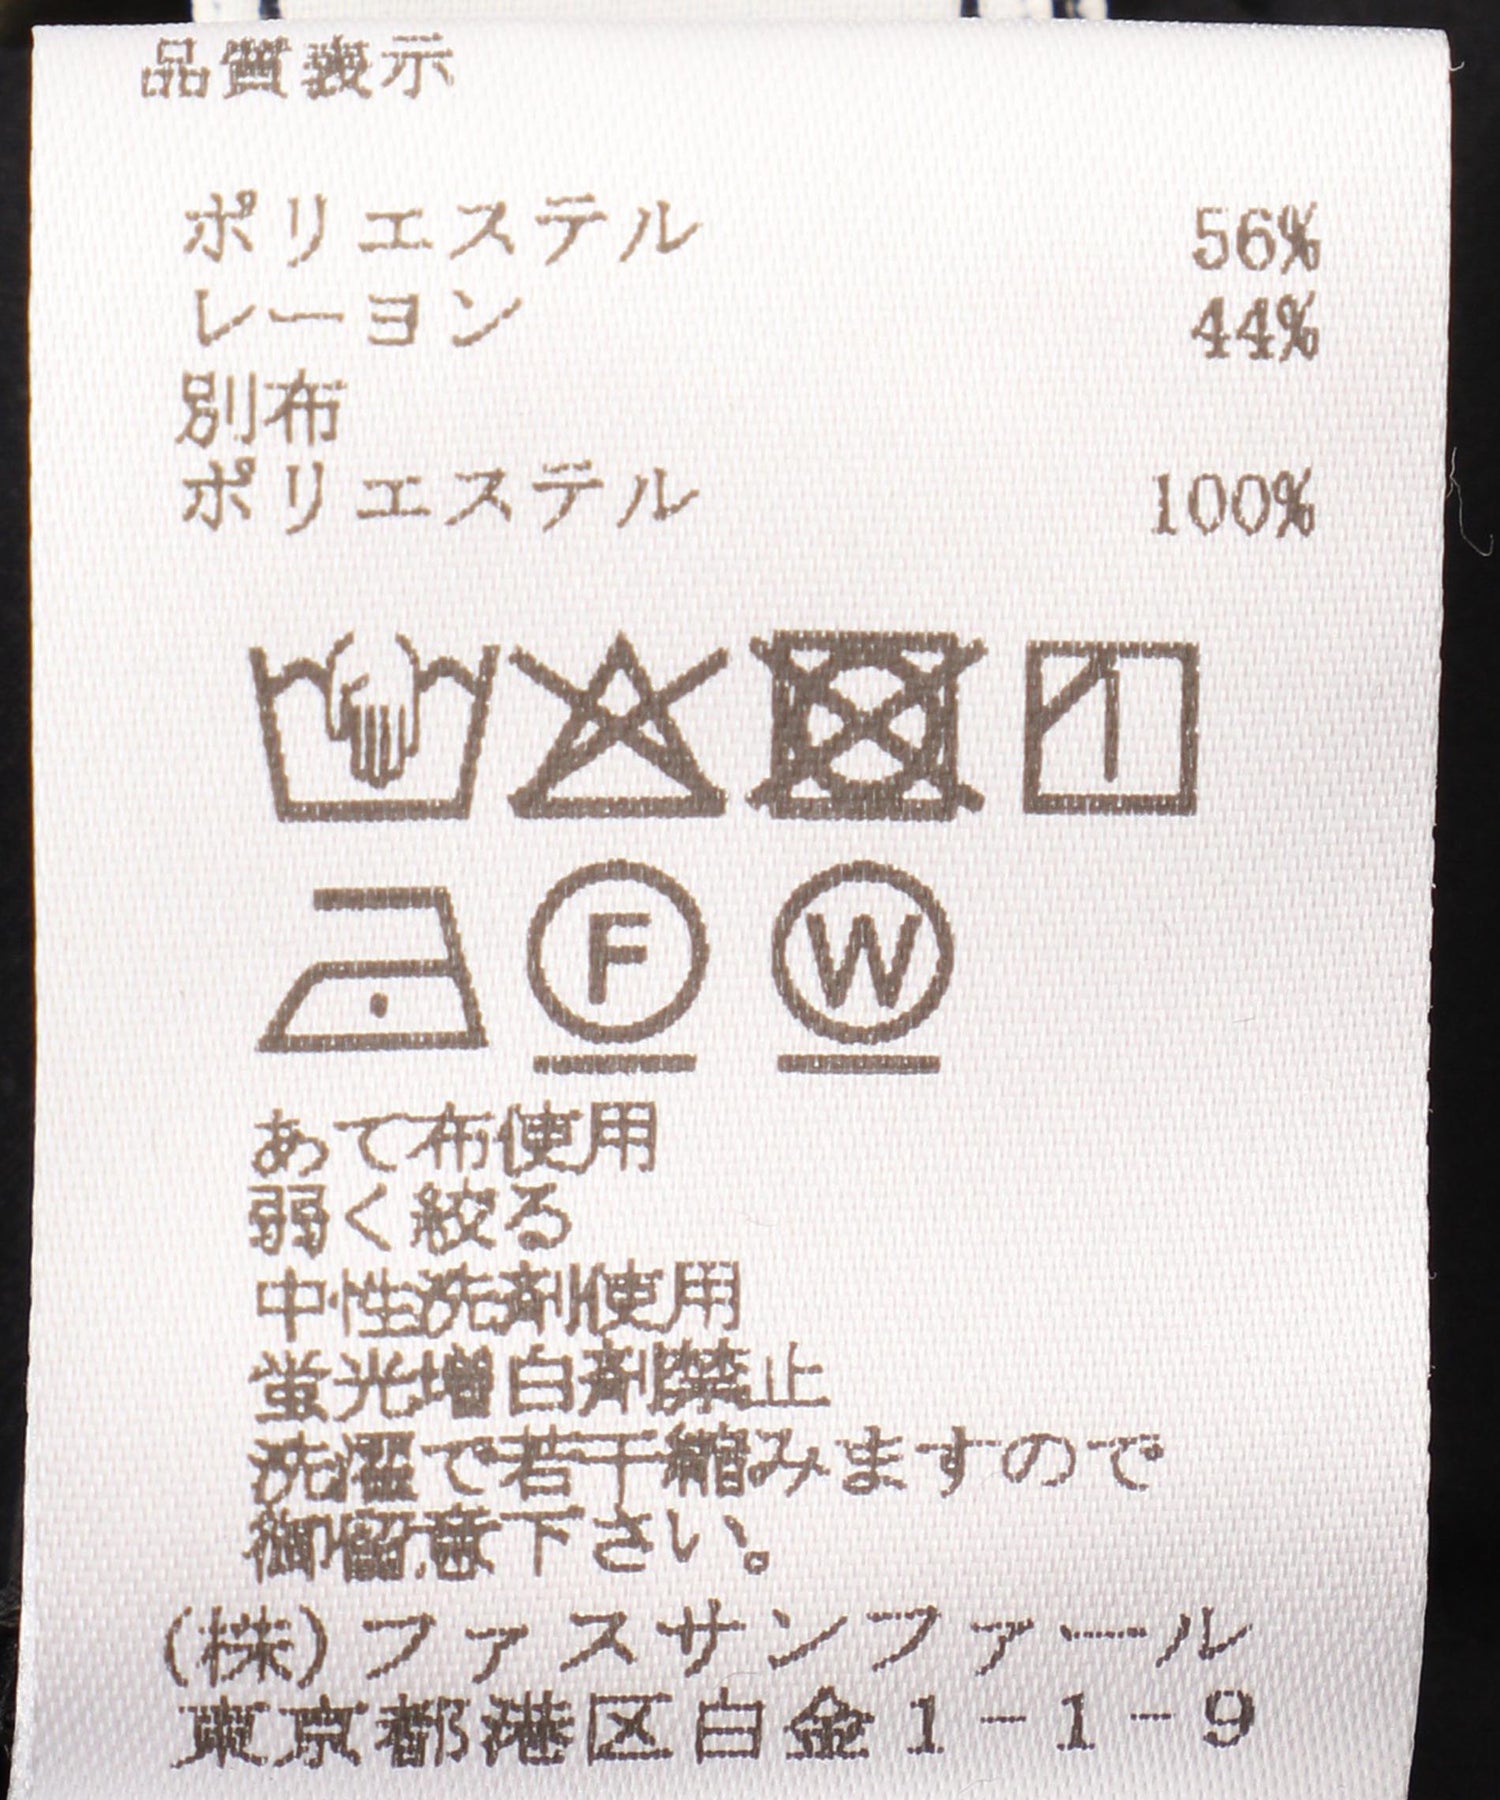 品質表示
ポリエステル 56%
レーヨン 44%
別布
ポリエステル 100%
F W
あて布使用
弱く絞る
中性洗剤使用
蛍光増白剤禁止
洗濯で若干縮みますので
御留意下さい。
(株)ファスサンファール
東京都港区白金1-1-9